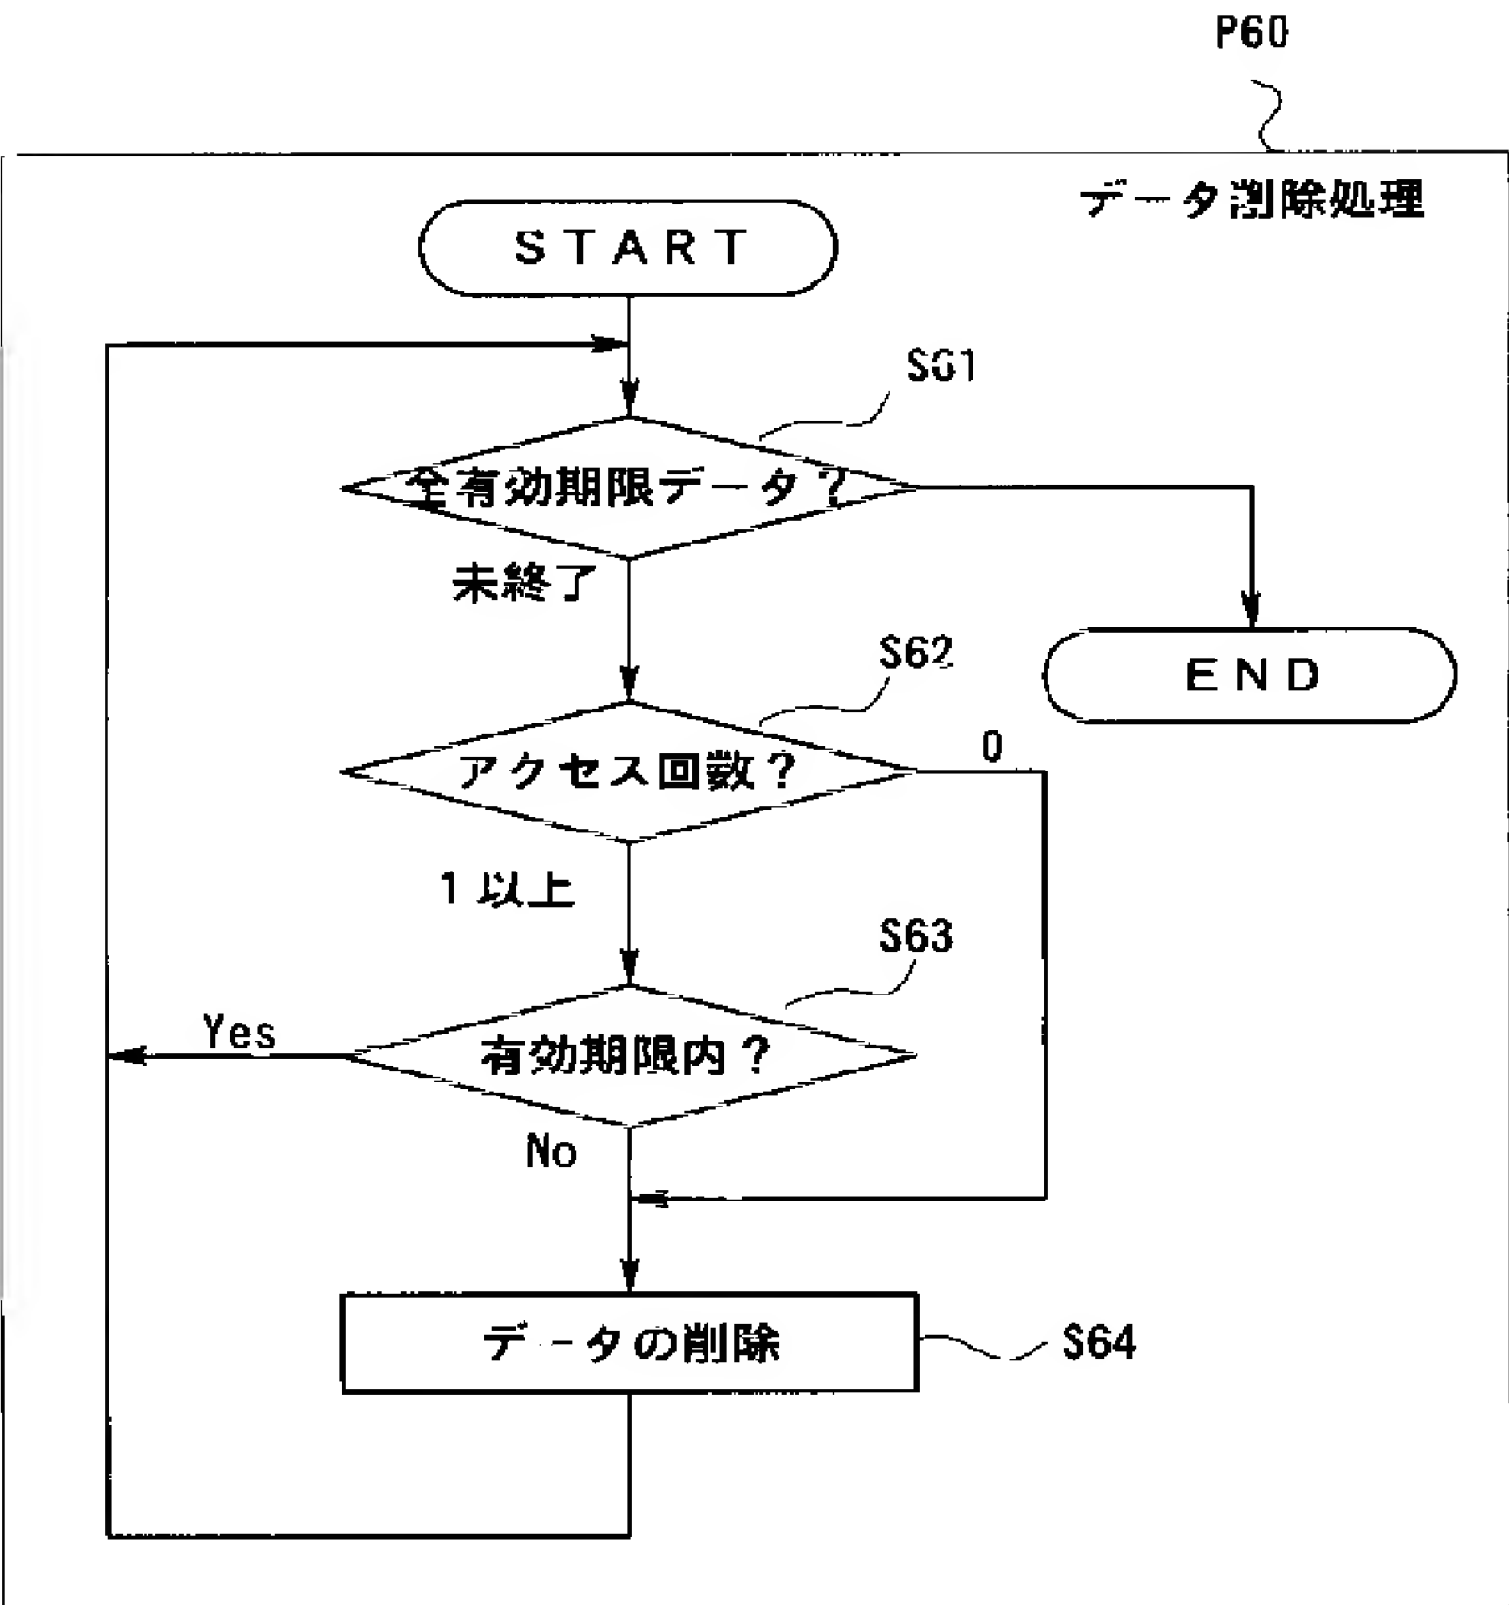 P60
データ削除処理
START
S61
全有効期限データ?
未終了
S62
END
0
アクセス回数?
1以上
S63
Yes
有効期限内?
No
データの削除
S64